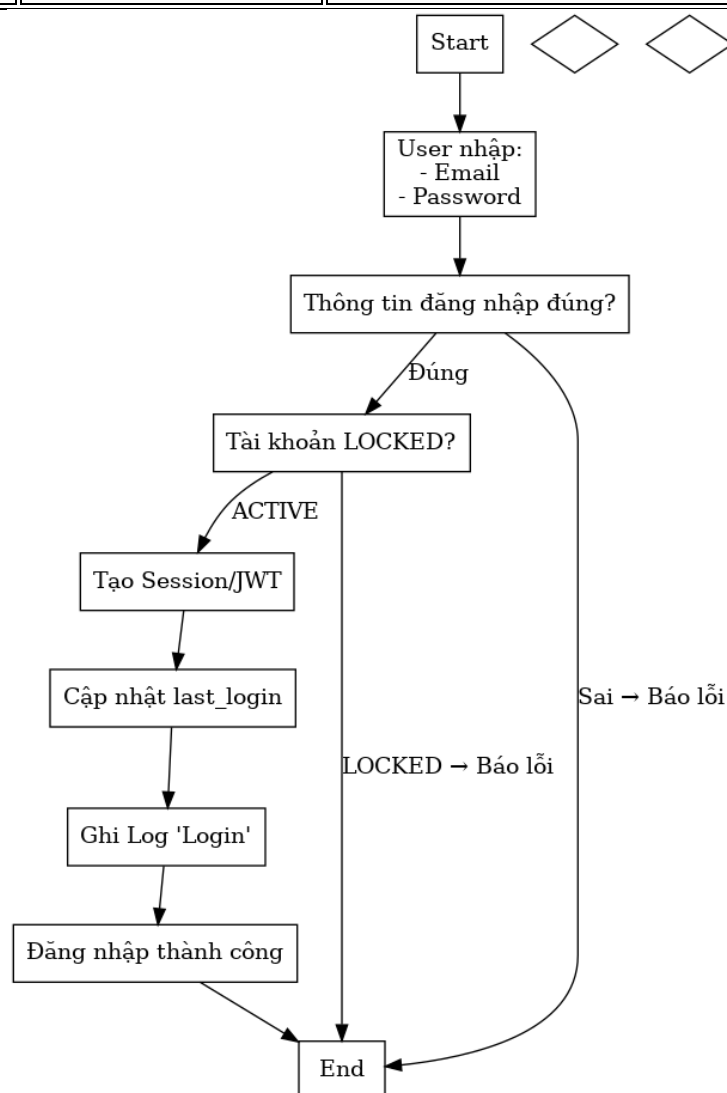 Start
User nhập:
- Email
- Password
Thông tin đăng nhập đúng?
Đúng
Tài khoản LOCKED?
ACTIVE
Tạo Session/JWT
Cập nhật last_login
Sai → Báo lỗi
LOCKED → Báo lỗi
Ghi Log 'Login'
Đăng nhập thành công
End